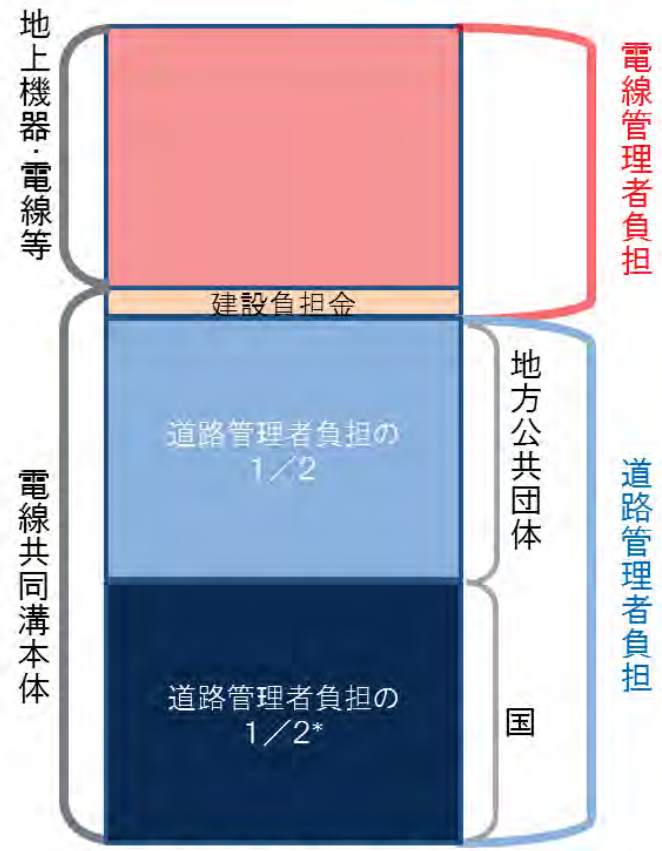 地上機器・電線等
電線管理者負担
建設負担金
道路管理者負担の
1／2
地方公共団体
電線共同溝本体
道路管理者負担
道路管理者負担の
1／2*
国